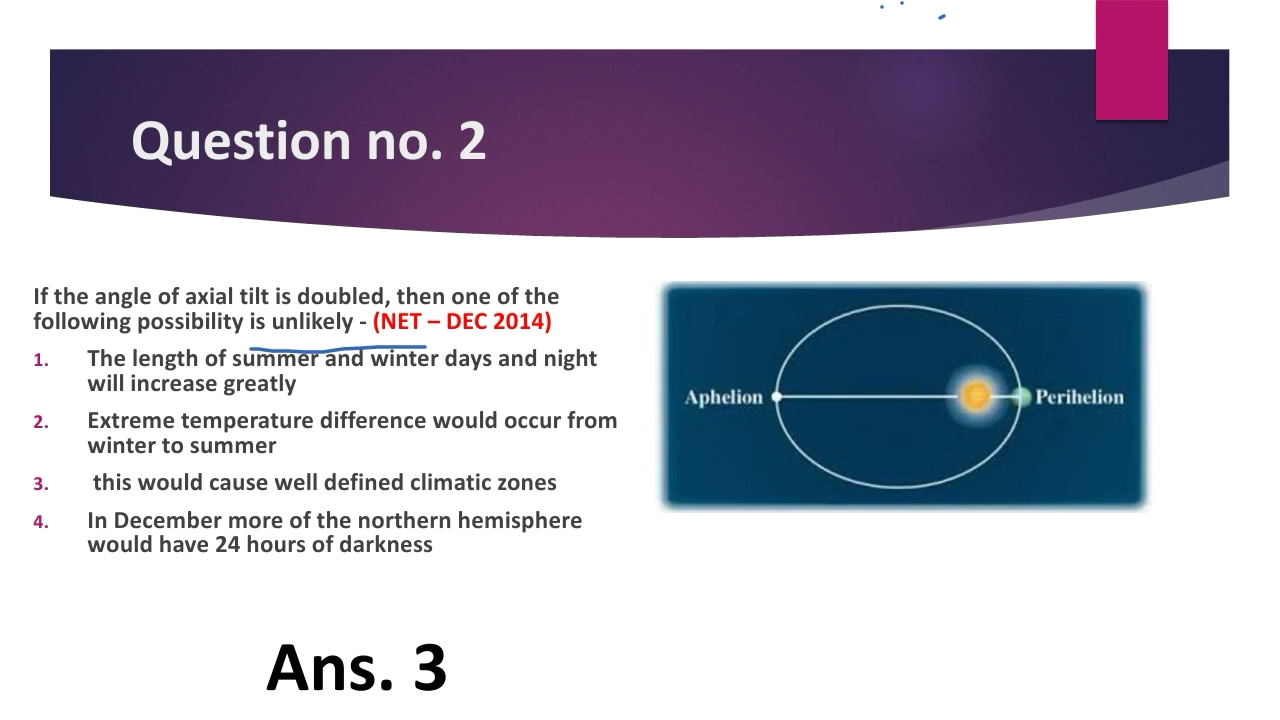 Question no. 2
If the angle of axial tilt is doubled, then one of the
following possibility is unlikely - (NET – DEC 2014)
1. The length of summer and winter days and night
will increase greatly
2. Extreme temperature difference would occur from
winter to summer
3. this would cause well defined climatic zones
4. In December more of the northern hemisphere
would have 24 hours of darkness
Aphelion Perihelion
Ans. 3